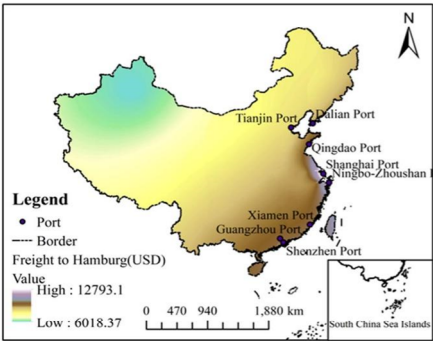 N
Tianjin Port
Dalian Port
Qingdao Port
Shanghai Port
Ningbo-Zhoushan P
Xiamen Port
Guangzhou Port
Shenzhen Port
Legend
Port
Border
Freight to Hamburg(USD)
Value
High : 12793.1
Low : 6018.37
0 470 940 1,880 km
South China Sea Islands